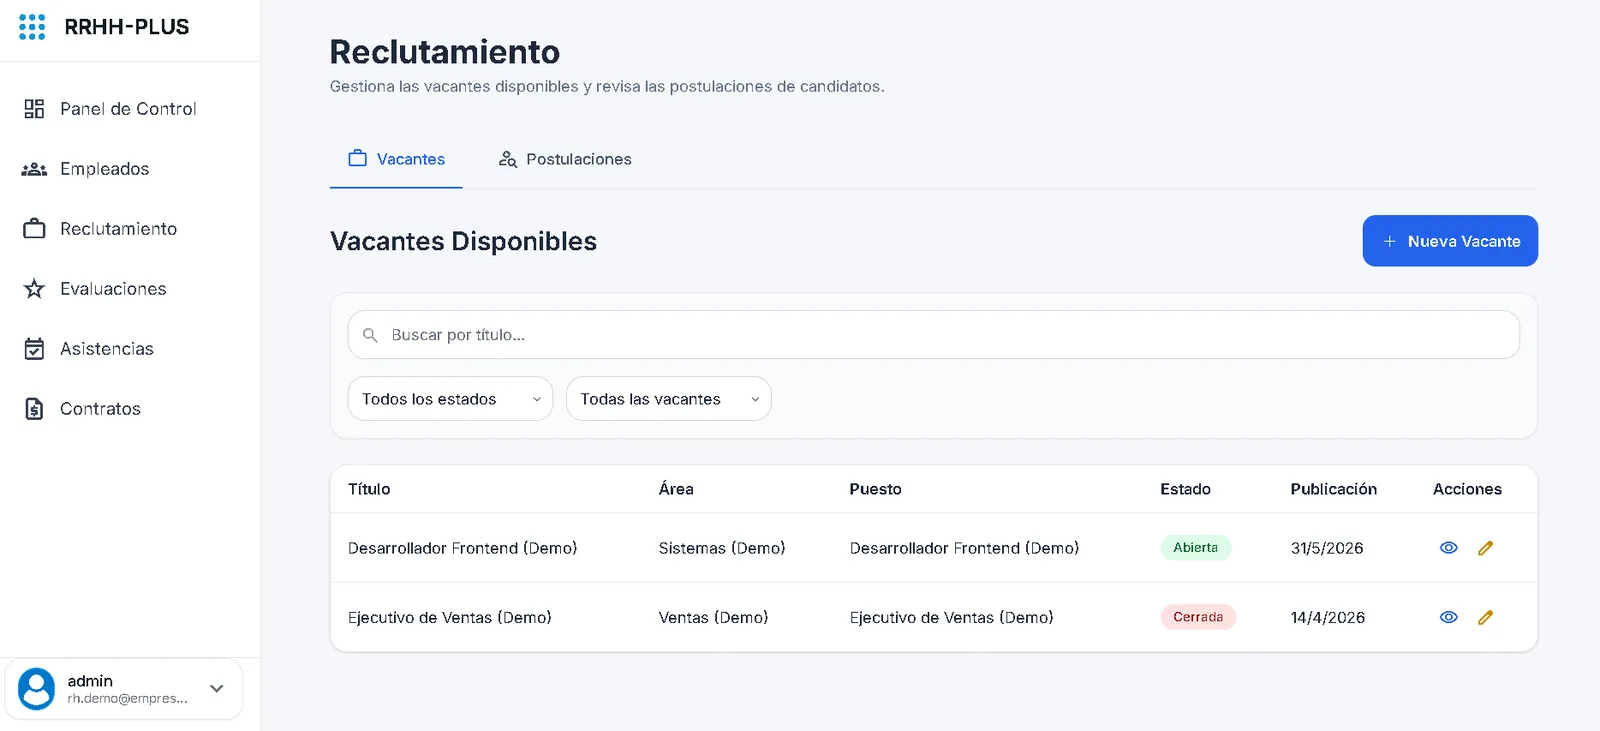 RRHH-PLUS
Panel de Control
Empleados
Reclutamiento
Evaluaciones
Asistencias
Contratos
admin
rh.demo@empres...
Reclutamiento
Gestiona las vacantes disponibles y revisa las postulaciones de candidatos.
Vacantes Postulaciones
Vacantes Disponibles
+ Nueva Vacante
Buscar por título...
Todos los estados Todas las vacantes
Título Área Puesto Estado Publicación Acciones
Desarrollador Frontend (Demo) Sistemas (Demo) Desarrollador Frontend (Demo) Abierta 31/5/2026
Ejecutivo de Ventas (Demo) Ventas (Demo) Ejecutivo de Ventas (Demo) Cerrada 14/4/2026